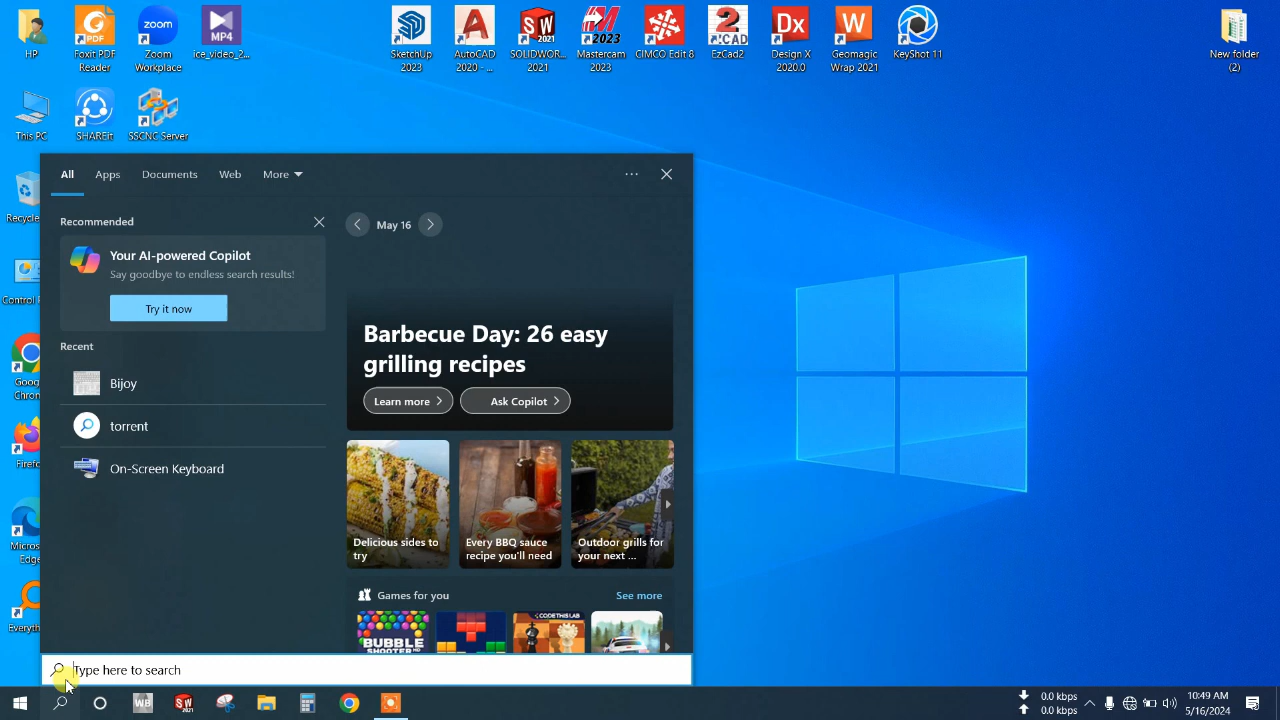 HP
Foxit PDF
Reader
Zoom
Workplace
ice_video_2...
SketchUp
2023
AutoCAD
2020 - ...
SOLIDWOR...
2021
Mastercam
2023
CIMCO Edit 8
EzCad2
Design X
2020.0
Geomagic
Wrap 2021
KeyShot 11
New folder
(2)
This PC
SHAREit
SSCNC Server
All
Apps
Documents
Web
More
Recommended
Your AI-powered Copilot
Say goodbye to endless search results!
Try it now
Recent
Bijoy
torrent
On-Screen Keyboard
May 16
Barbecue Day: 26 easy
grilling recipes
Learn more
Ask Copilot
Delicious sides to
try
Every BBQ sauce
recipe you'll need
Outdoor grills for
your next ...
Games for you
See more
BUBBLE
CODETHISLAB
Type here to search
0.0 kbps
0.0 kbps
10:49 AM
5/16/2024